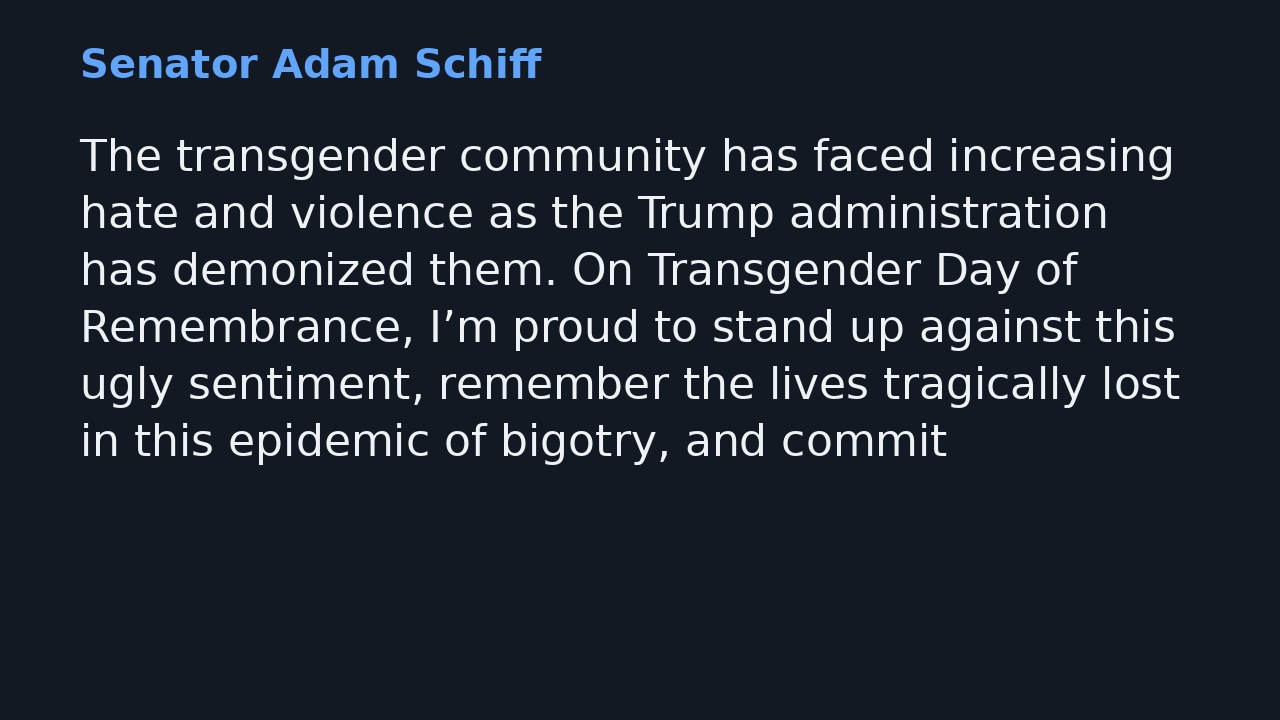 Senator Adam Schiff
The transgender community has faced increasing
hate and violence as the Trump administration
has demonized them. On Transgender Day of
Remembrance, I’m proud to stand up against this
ugly sentiment, remember the lives tragically lost
in this epidemic of bigotry, and commit